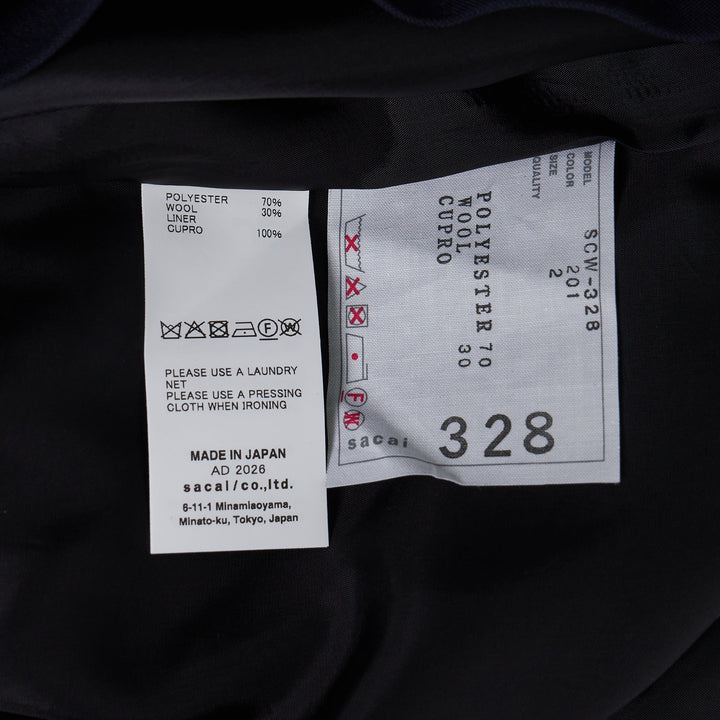 POLYESTER 70%
WOOL 30%
LINER
CUPRO 100%
F W
PLEASE USE A LAUNDRY
NET
PLEASE USE A PRESSING
CLOTH WHEN IRONING
MADE IN JAPAN
AD 2026
sacai/co.,ltd.
6-11-1 Minamiaoyama,
Minato-ku, Tokyo, Japan
MODEL SCW-328
COLOR 201
SIZE 2
QUALITY
POLYESTER 70
WOOL 30
CUPRO
F W
sacai 328